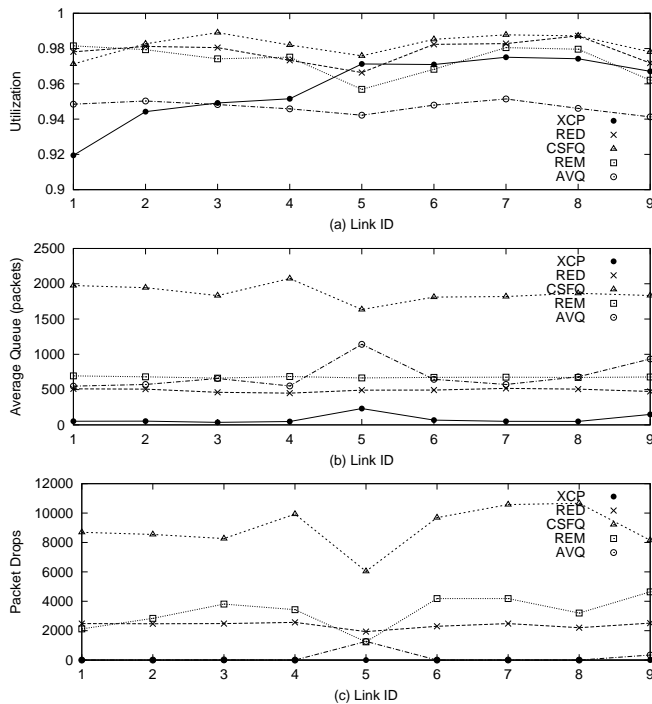 1
0.98
0.96
0.94
0.92
0.9
Utilization
XCP
RED
CSFQ
REM
AVQ
1 2 3 4 5 6 7 8 9
(a) Link ID
2500
2000
1500
1000
500
0
Average Queue (packets)
XCP
RED
CSFQ
REM
AVQ
1 2 3 4 5 6 7 8 9
(b) Link ID
12000
10000
8000
6000
4000
2000
0
Packet Drops
XCP
RED
CSFQ
REM
AVQ
1 2 3 4 5 6 7 8 9
(c) Link ID